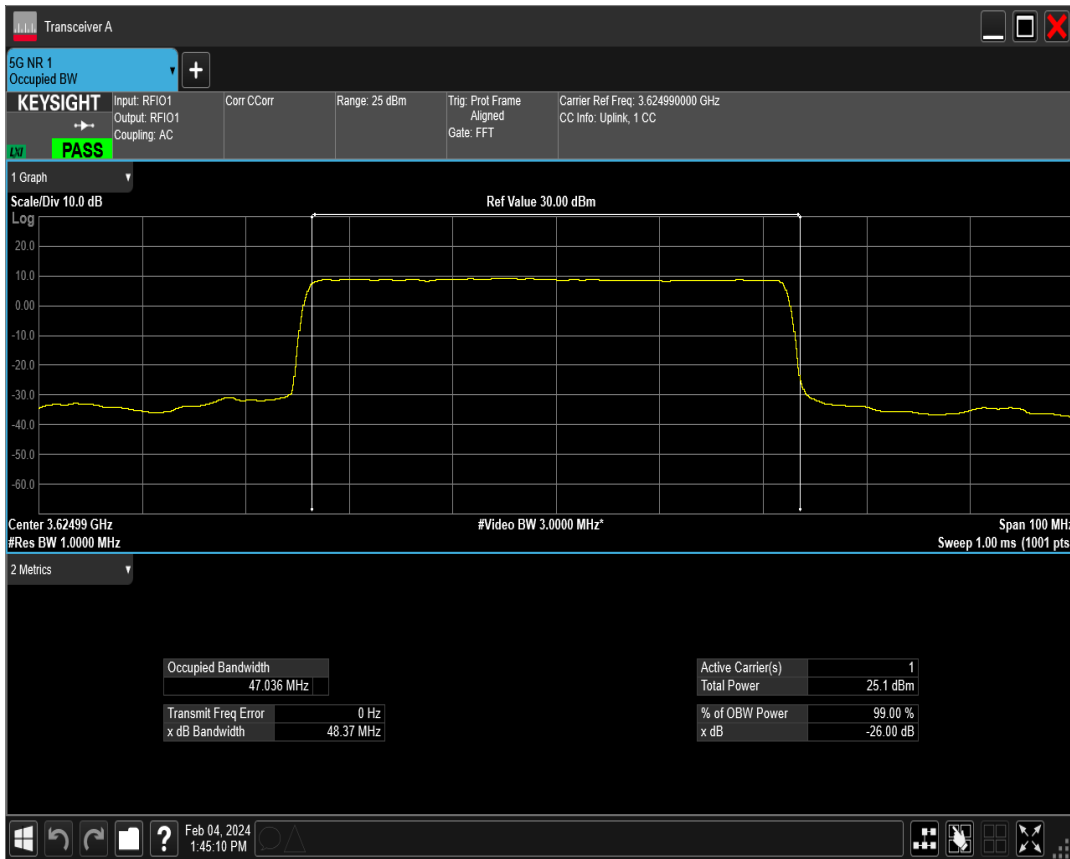 Transceiver A
5G NR 1
Occupied BW
KEYSIGHT
LXI
PASS
Input: RFIO1
Output: RFIO1
Coupling: AC
Corr CCorr
Range: 25 dBm
Trig: Prot Frame
Aligned
Gate: FFT
Carrier Ref Freq: 3.624990000 GHz
CC Info: Uplink, 1 CC
1 Graph
Scale/Div 10.0 dB
Ref Value 30.00 dBm
Log
20.0
10.0
0.00
-10.0
-20.0
-30.0
-40.0
-50.0
-60.0
Center 3.62499 GHz
#Video BW 3.0000 MHz*
Span 100 MHz
#Res BW 1.0000 MHz
Sweep 1.00 ms (1001 pts
2 Metrics
Occupied Bandwidth
47.036 MHz
Transmit Freq Error 0 Hz
x dB Bandwidth 48.37 MHz
Active Carrier(s) 1
Total Power 25.1 dBm
% of OBW Power 99.00 %
x dB -26.00 dB
?
Feb 04, 2024
1:45:10 PM